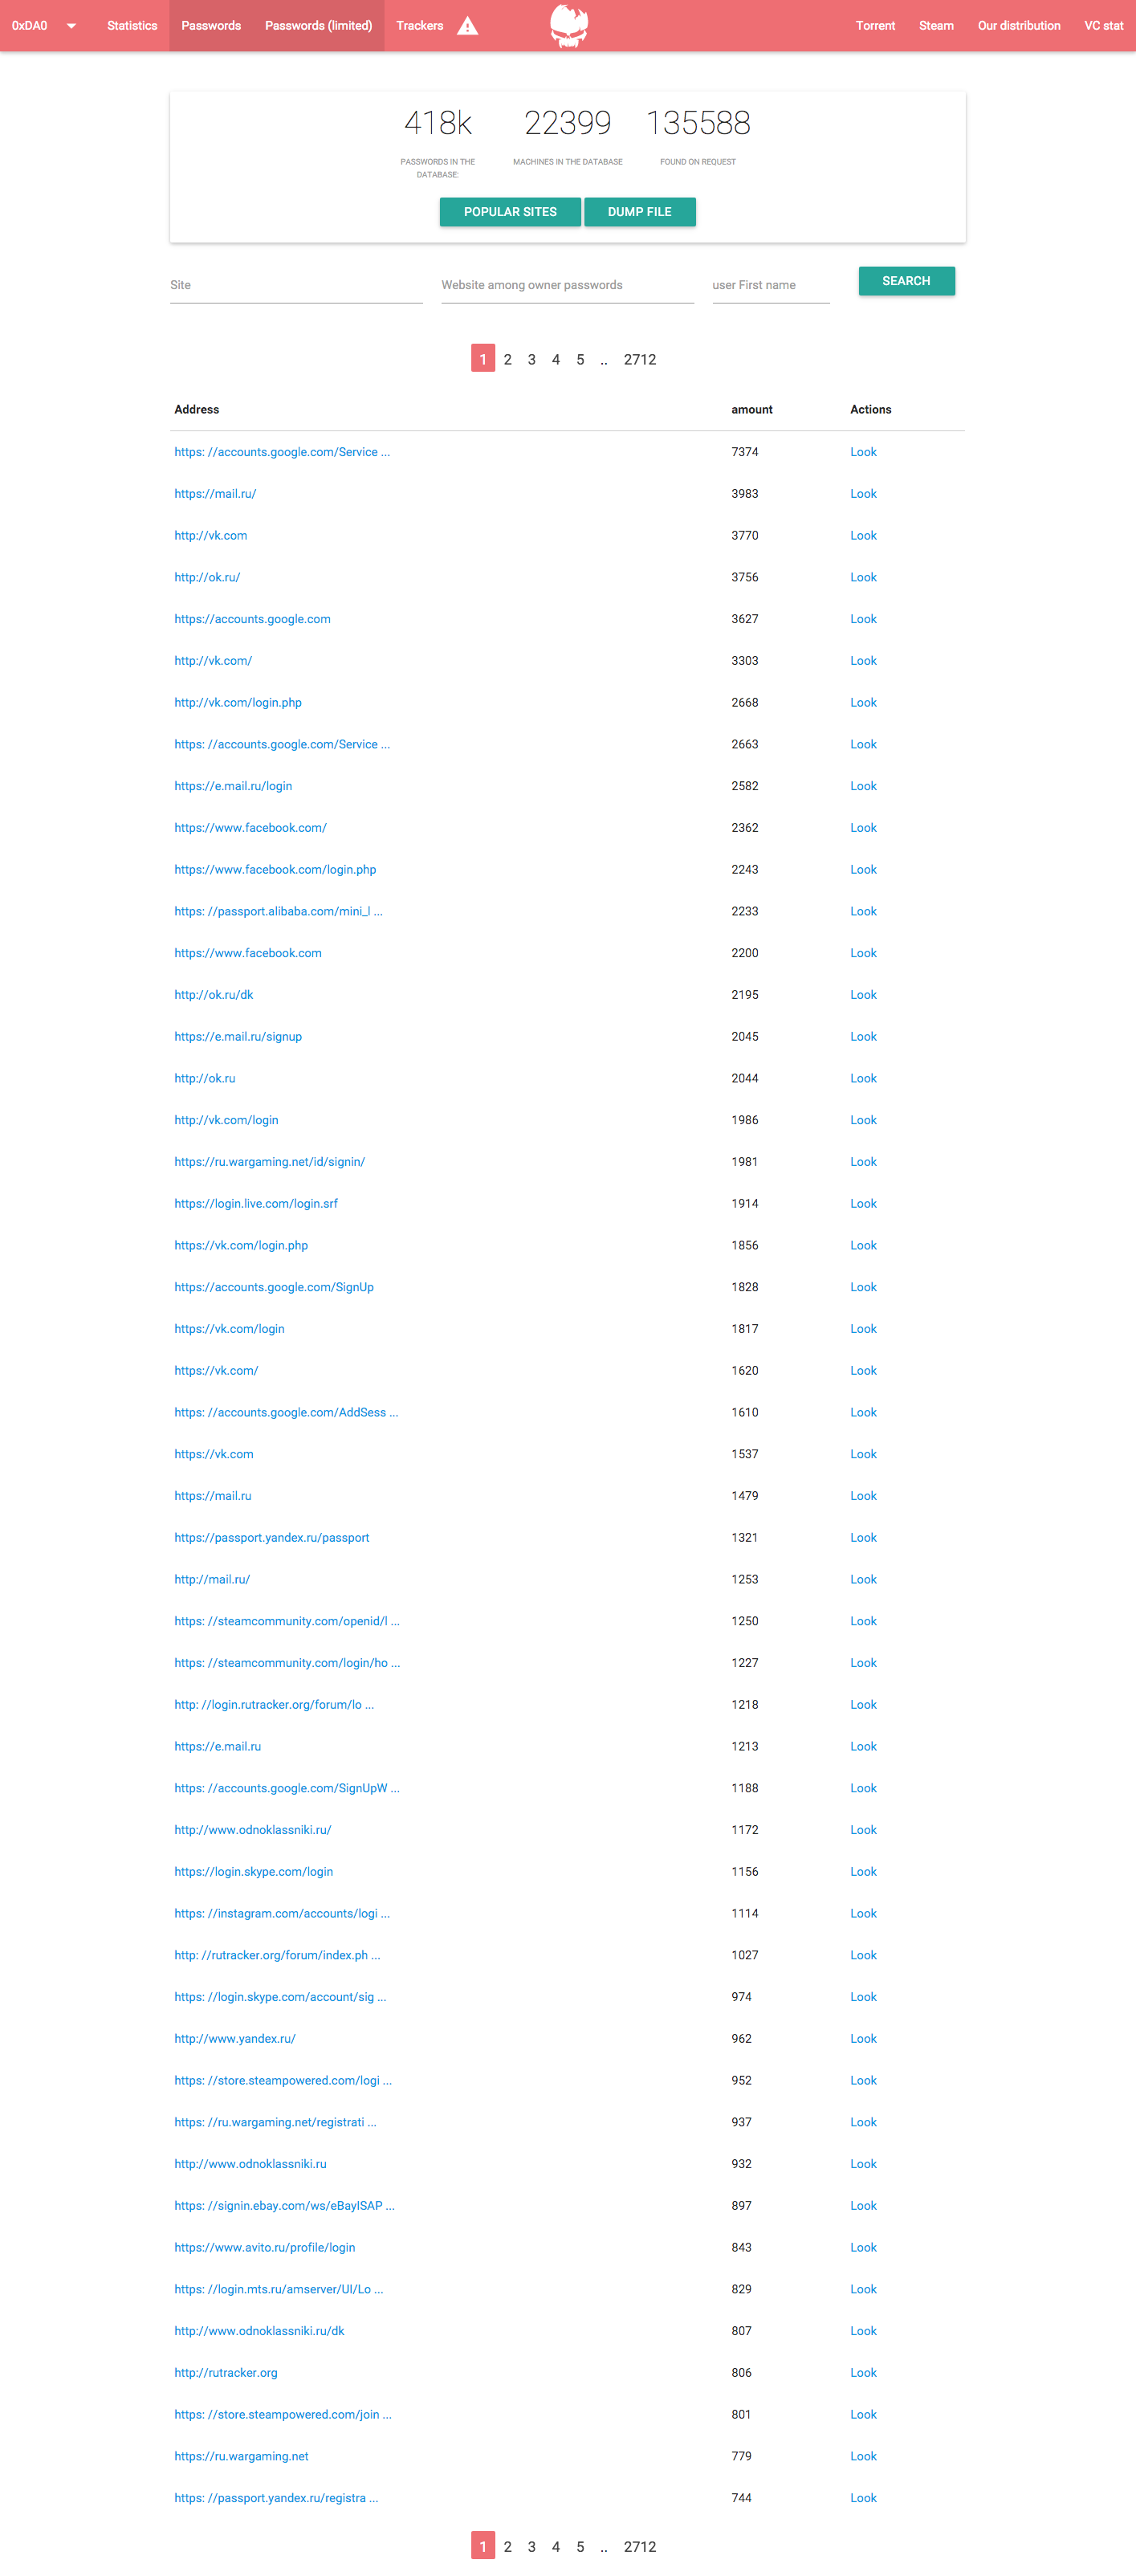 0xDA0 Statistics Passwords Passwords (limited) Trackers Torrent Steam Our distribution VC stat
418k 22399 135588
PASSWORDS IN THE DATABASE: MACHINES IN THE DATABASE FOUND ON REQUEST
POPULAR SITES DUMP FILE
Site Website among owner passwords user First name SEARCH
1 2 3 4 5 .. 2712
Address amount Actions
https: //accounts.google.com/Service ... 7374 Look
https://mail.ru/ 3983 Look
http://vk.com 3770 Look
http://ok.ru/ 3756 Look
https://accounts.google.com 3627 Look
http://vk.com/ 3303 Look
http://vk.com/login.php 2668 Look
https: //accounts.google.com/Service ... 2663 Look
https://e.mail.ru/login 2582 Look
https://www.facebook.com/ 2362 Look
https://www.facebook.com/login.php 2243 Look
https: //passport.alibaba.com/mini_l ... 2233 Look
https://www.facebook.com 2200 Look
http://ok.ru/dk 2195 Look
https://e.mail.ru/signup 2045 Look
http://ok.ru 2044 Look
http://vk.com/login 1986 Look
https://ru.wargaming.net/id/signin/ 1981 Look
https://login.live.com/login.srf 1914 Look
https://vk.com/login.php 1856 Look
https://accounts.google.com/SignUp 1828 Look
https://vk.com/login 1817 Look
https://vk.com/ 1620 Look
https: //accounts.google.com/AddSess ... 1610 Look
https://vk.com 1537 Look
https://mail.ru 1479 Look
https://passport.yandex.ru/passport 1321 Look
http://mail.ru/ 1253 Look
https: //steamcommunity.com/openid/l ... 1250 Look
https: //steamcommunity.com/login/ho ... 1227 Look
http: //login.rutracker.org/forum/lo ... 1218 Look
https://e.mail.ru 1213 Look
https: //accounts.google.com/SignUpW ... 1188 Look
http://www.odnoklassniki.ru/ 1172 Look
https://login.skype.com/login 1156 Look
https: //instagram.com/accounts/logi ... 1114 Look
http: //rutracker.org/forum/index.ph ... 1027 Look
https: //login.skype.com/account/sig ... 974 Look
http://www.yandex.ru/ 962 Look
https: //store.steampowered.com/logi ... 952 Look
https: //ru.wargaming.net/registrati ... 937 Look
http://www.odnoklassniki.ru 932 Look
https: //signin.ebay.com/ws/eBayISAP ... 897 Look
https://www.avito.ru/profile/login 843 Look
https: //login.mts.ru/amserver/UI/Lo ... 829 Look
http://www.odnoklassniki.ru/dk 807 Look
http://rutracker.org 806 Look
https: //store.steampowered.com/join ... 801 Look
https://ru.wargaming.net 779 Look
https: //passport.yandex.ru/registra ... 744 Look
1 2 3 4 5 .. 2712